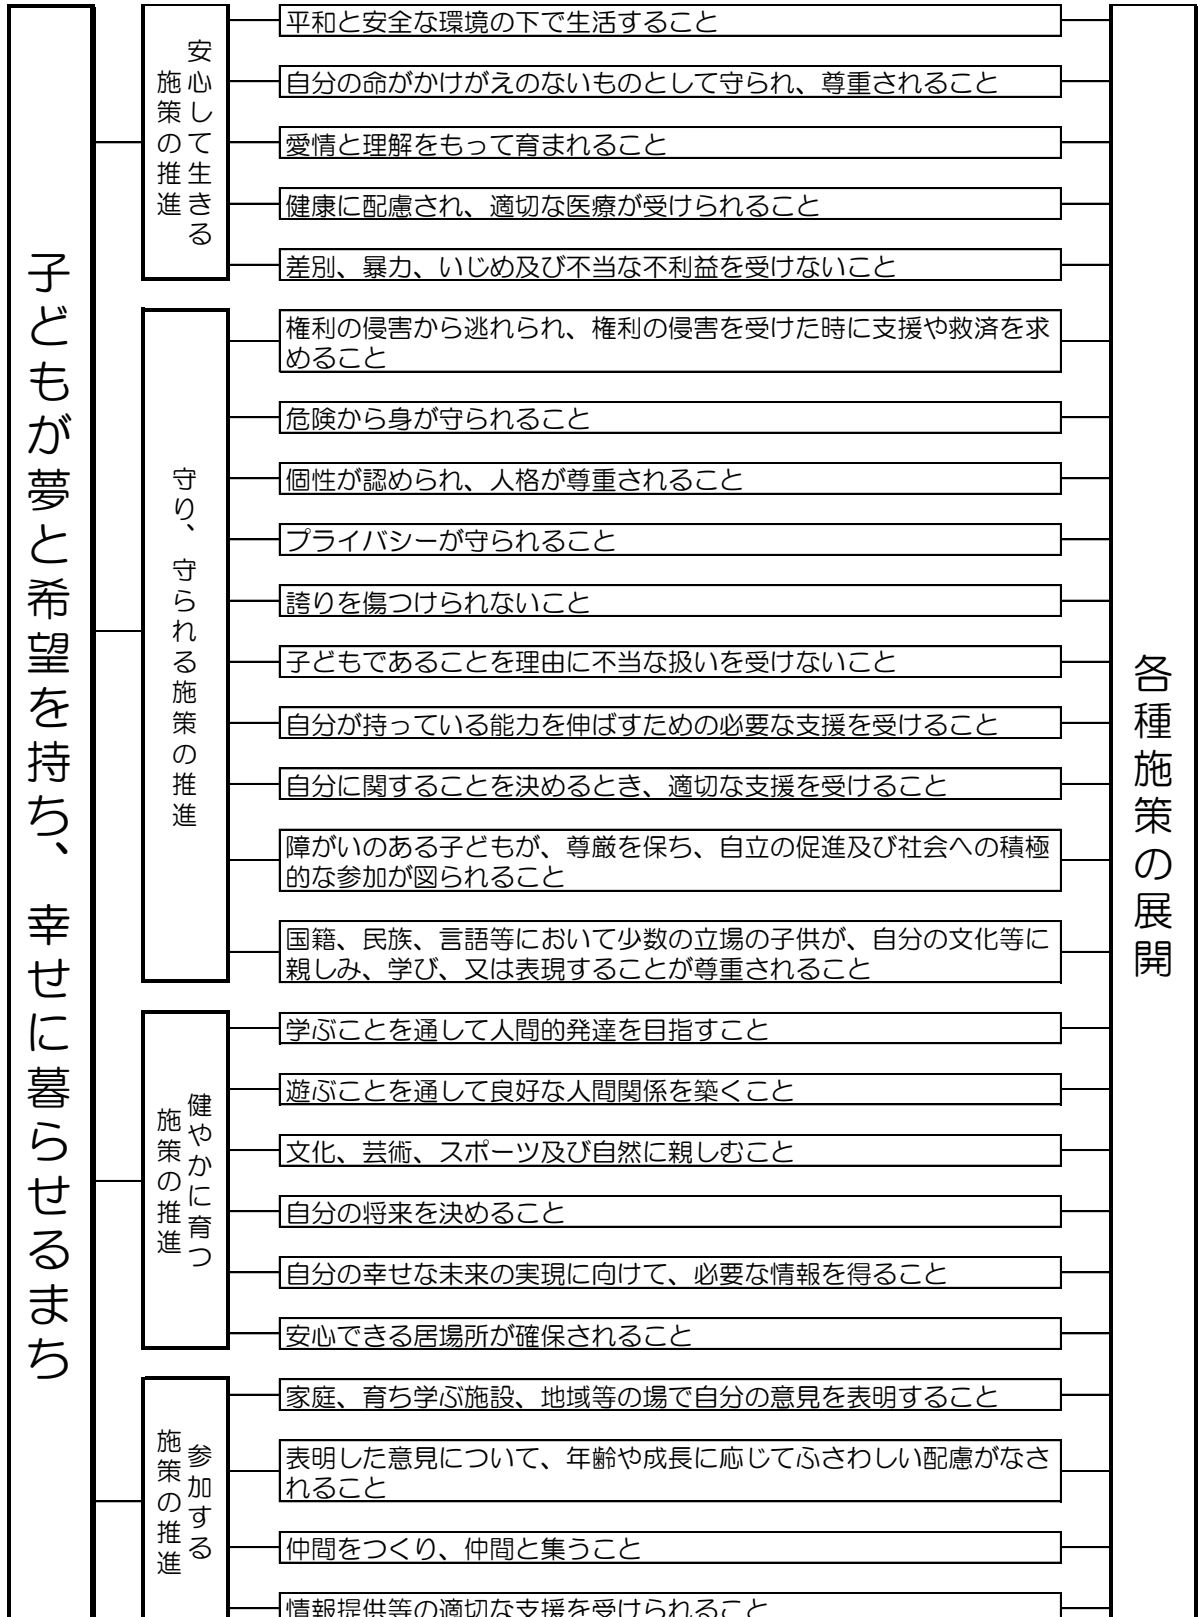 子どもが夢と希望を持ち、幸せに暮らせるまち
安心して生きる
施策の推進
平和と安全な環境の下で生活すること
自分の命がかけがえのないものとして守られ、尊重されること
愛情と理解をもって育まれること
健康に配慮され、適切な医療が受けられること
差別、暴力、いじめ及び不当な不利益を受けないこと
守り、守られる施策の推進
権利の侵害から逃れられ、権利の侵害を受けた時に支援や救済を求
めること
危険から身が守られること
個性が認められ、人格が尊重されること
プライバシーが守られること
誇りを傷つけられないこと
子どもであることを理由に不当な扱いを受けないこと
自分が持っている能力を伸ばすための必要な支援を受けること
自分に関することを決めるとき、適切な支援を受けること
障がいのある子どもが、尊厳を保ち、自立の促進及び社会への積極
的な参加が図られること
国籍、民族、言語等において少数の立場の子供が、自分の文化等に
親しみ、学び、又は表現することが尊重されること
健やかに育つ
施策の推進
学ぶことを通して人間的発達を目指すこと
遊ぶことを通して良好な人間関係を築くこと
文化、芸術、スポーツ及び自然に親しむこと
自分の将来を決めること
自分の幸せな未来の実現に向けて、必要な情報を得ること
安心できる居場所が確保されること
参加する
施策の推進
家庭、育ち学ぶ施設、地域等の場で自分の意見を表明すること
表明した意見について、年齢や成長に応じてふさわしい配慮がなさ
れること
仲間をつくり、仲間と集うこと
情報提供等の適切な支援を受けられること
各種施策の展開